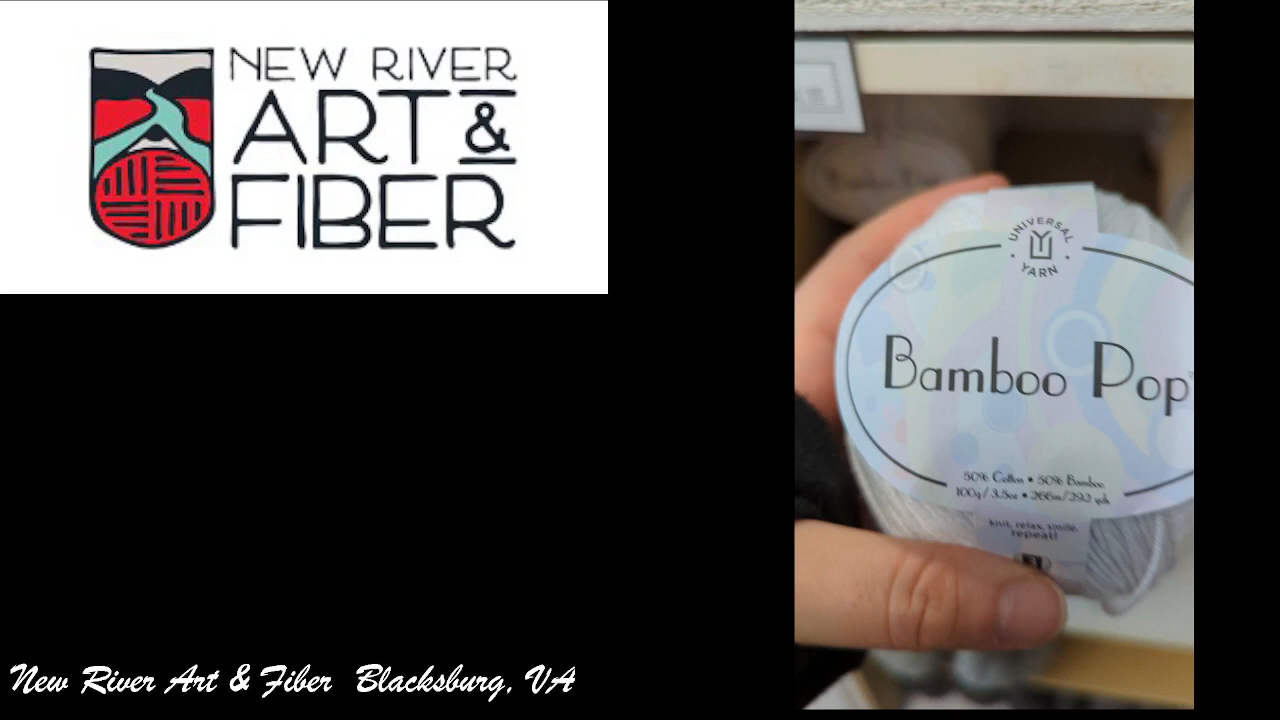 NEW RIVER
ART &
FIBER
UNIVERSAL
YARN
Bamboo Pop
50% Cotton • 50% Bamboo
100g / 3.5oz • 266m/292 yds
knit, relax, smile,
repeat!
3
New River Art & Fiber Blacksburg, VA